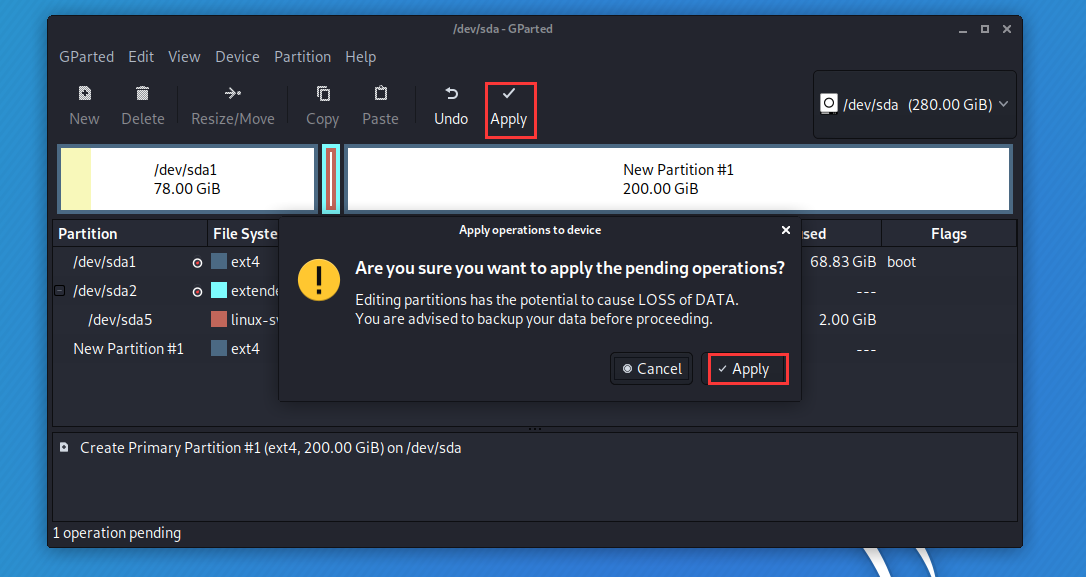 /dev/sda - GParted
GParted Edit View Device Partition Help
New Delete Resize/Move Copy Paste Undo Apply /dev/sda (280.00 GiB)
/dev/sda1
78.00 GiB
New Partition #1
200.00 GiB
Partition File Syste sed Flags
/dev/sda1 ext4 68.83 GiB boot
/dev/sda2 extende ---
/dev/sda5 linux-sw 2.00 GiB
New Partition #1 ext4 ---
Apply operations to device
Are you sure you want to apply the pending operations?
Editing partitions has the potential to cause LOSS of DATA.
You are advised to backup your data before proceeding.
Cancel Apply
Create Primary Partition #1 (ext4, 200.00 GiB) on /dev/sda
1 operation pending